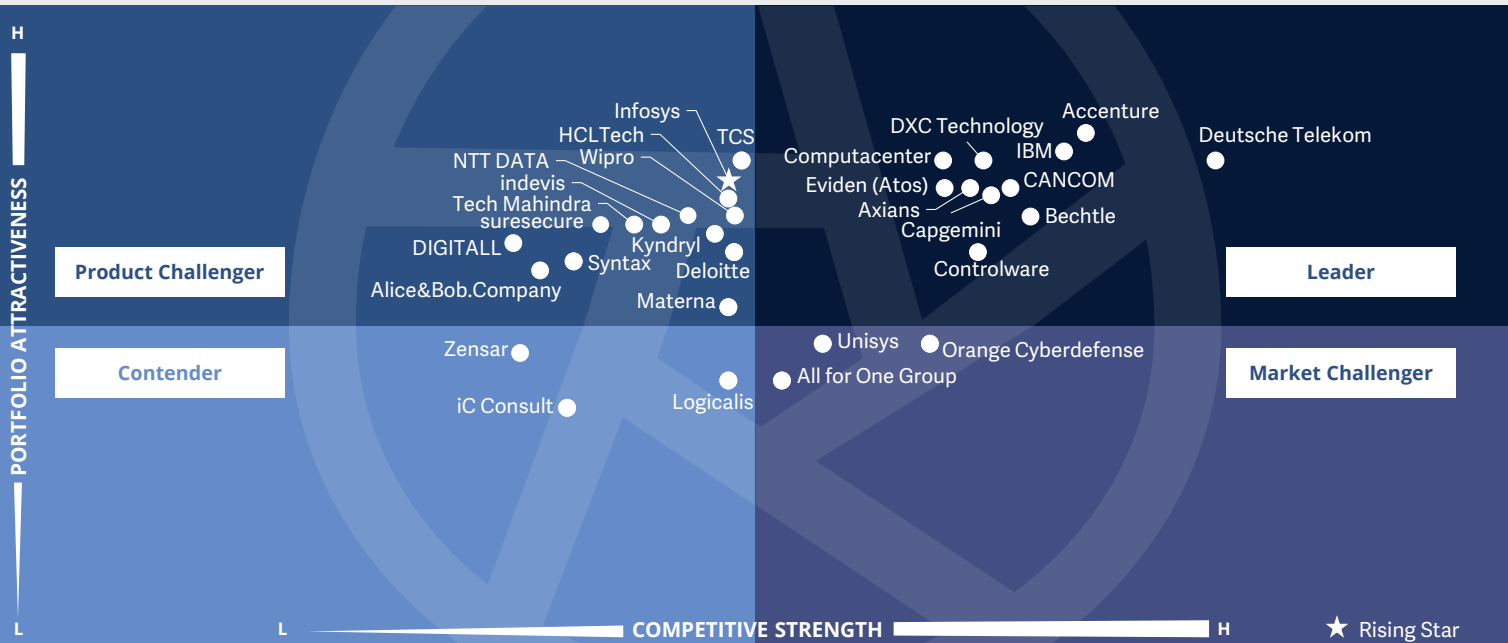 H
Infosys
Accenture
HCLTech
TCS
DXC Technology
Deutsche Telekom
NTT DATA
Wipro
Computacenter
IBM
indevis
Eviden (Atos)
CANCOM
Tech Mahindra
Axians
suresecure
Bechtle
Capgemini
DIGITALL
Kyndryl
Syntax
Deloitte
Controlware
Product Challenger
Leader
Alice&Bob.Company
Materna
PORTFOLIO ATTRACTIVENESS
Zensar
Unisys
Orange Cyberdefense
Contender
Market Challenger
All for One Group
iC Consult
Logicalis
L
L
COMPETITIVE STRENGTH
H
Rising Star